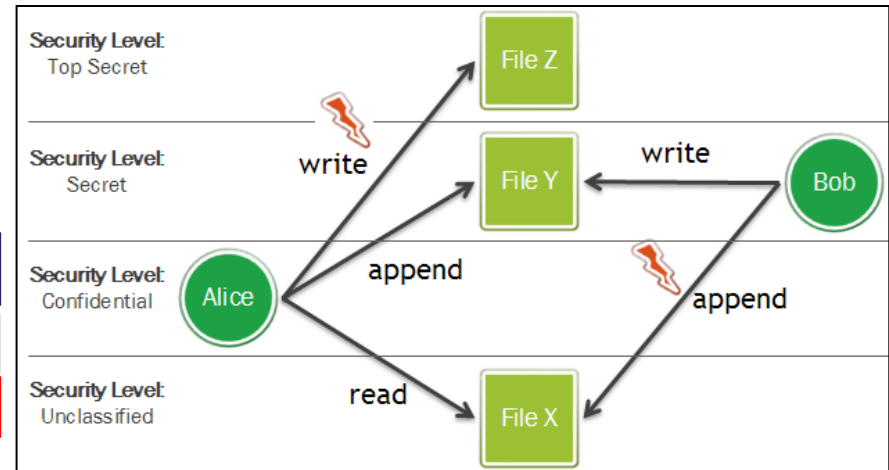 Security Level:
Top Secret
File Z
write
Security Level:
Secret
File Y
write
Bob
Security Level:
Confidential
Alice
append
append
Security Level:
Unclassified
read
File X